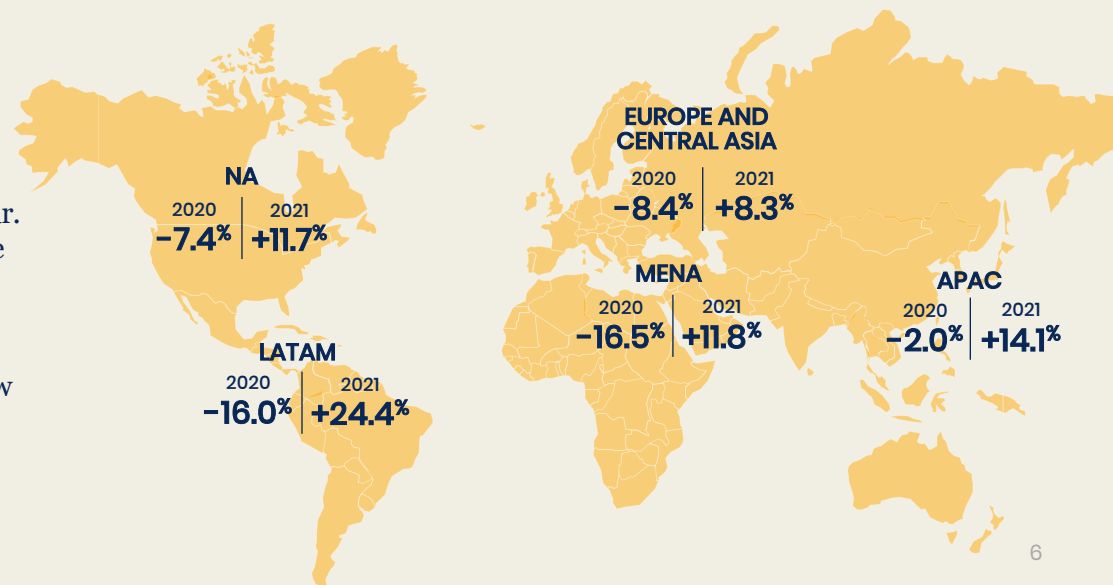 r.
w
NA
2020 2021
-7.4% +11.7%
LATAM
2020 2021
-16.0% +24.4%
EUROPE AND
CENTRAL ASIA
2020 2021
-8.4% +8.3%
MENA
2020 2021
-16.5% +11.8%
APAC
2020 2021
-2.0% +14.1%
6